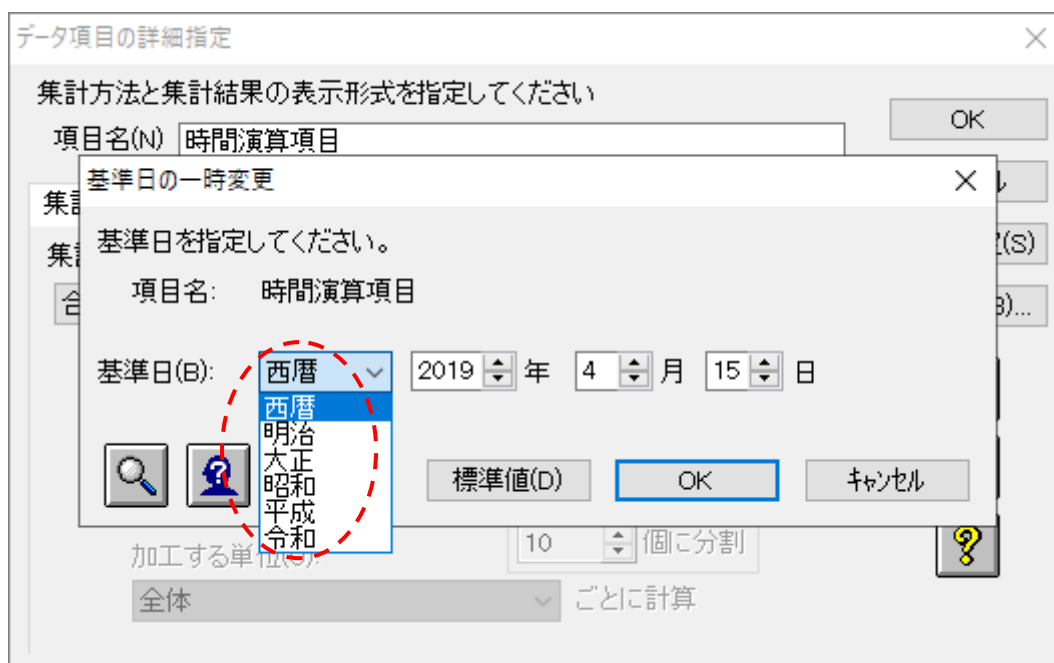 データ項目の詳細指定
集計方法と集計結果の表示形式を指定してください
OK
項目名(N) 時間演算項目
基準日の一時変更
ル
集計
基準日を指定してください。
(S)
集
項目名: 時間演算項目
合
)...
基準日(B): 西暦 2019 年 4 月 15 日
西暦
明治
大正
昭和
平成
令和
標準値(D) OK キャンセル
加工する単位
10 個に分割
全体 ごとに計算